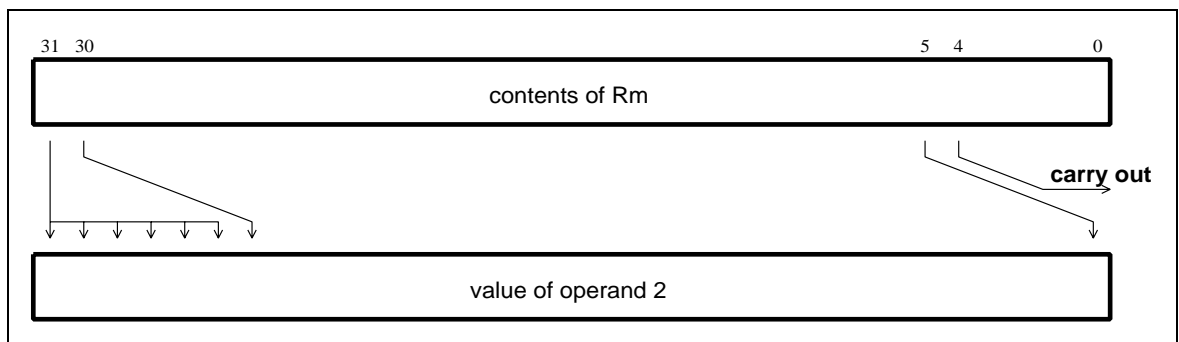 31 30 5 4 0
contents of Rm
carry out
value of operand 2